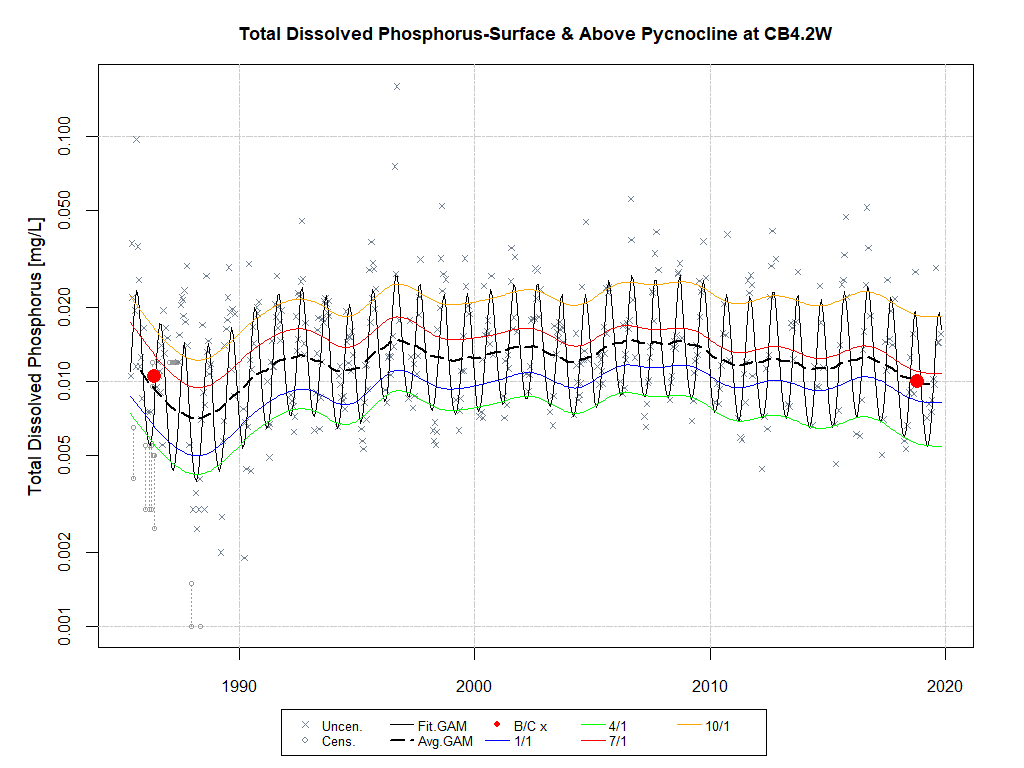 Total Dissolved Phosphorus-Surface & Above Pycnocline at CB4.2W
Total Dissolved Phosphorus [mg/L]
0.100
0.050
0.020
0.010
0.005
0.002
0.001
1990 2000 2010 2020
Uncen. Fit.GAM B/C x 4/1 10/1
Cens. Avg.GAM 1/1 7/1